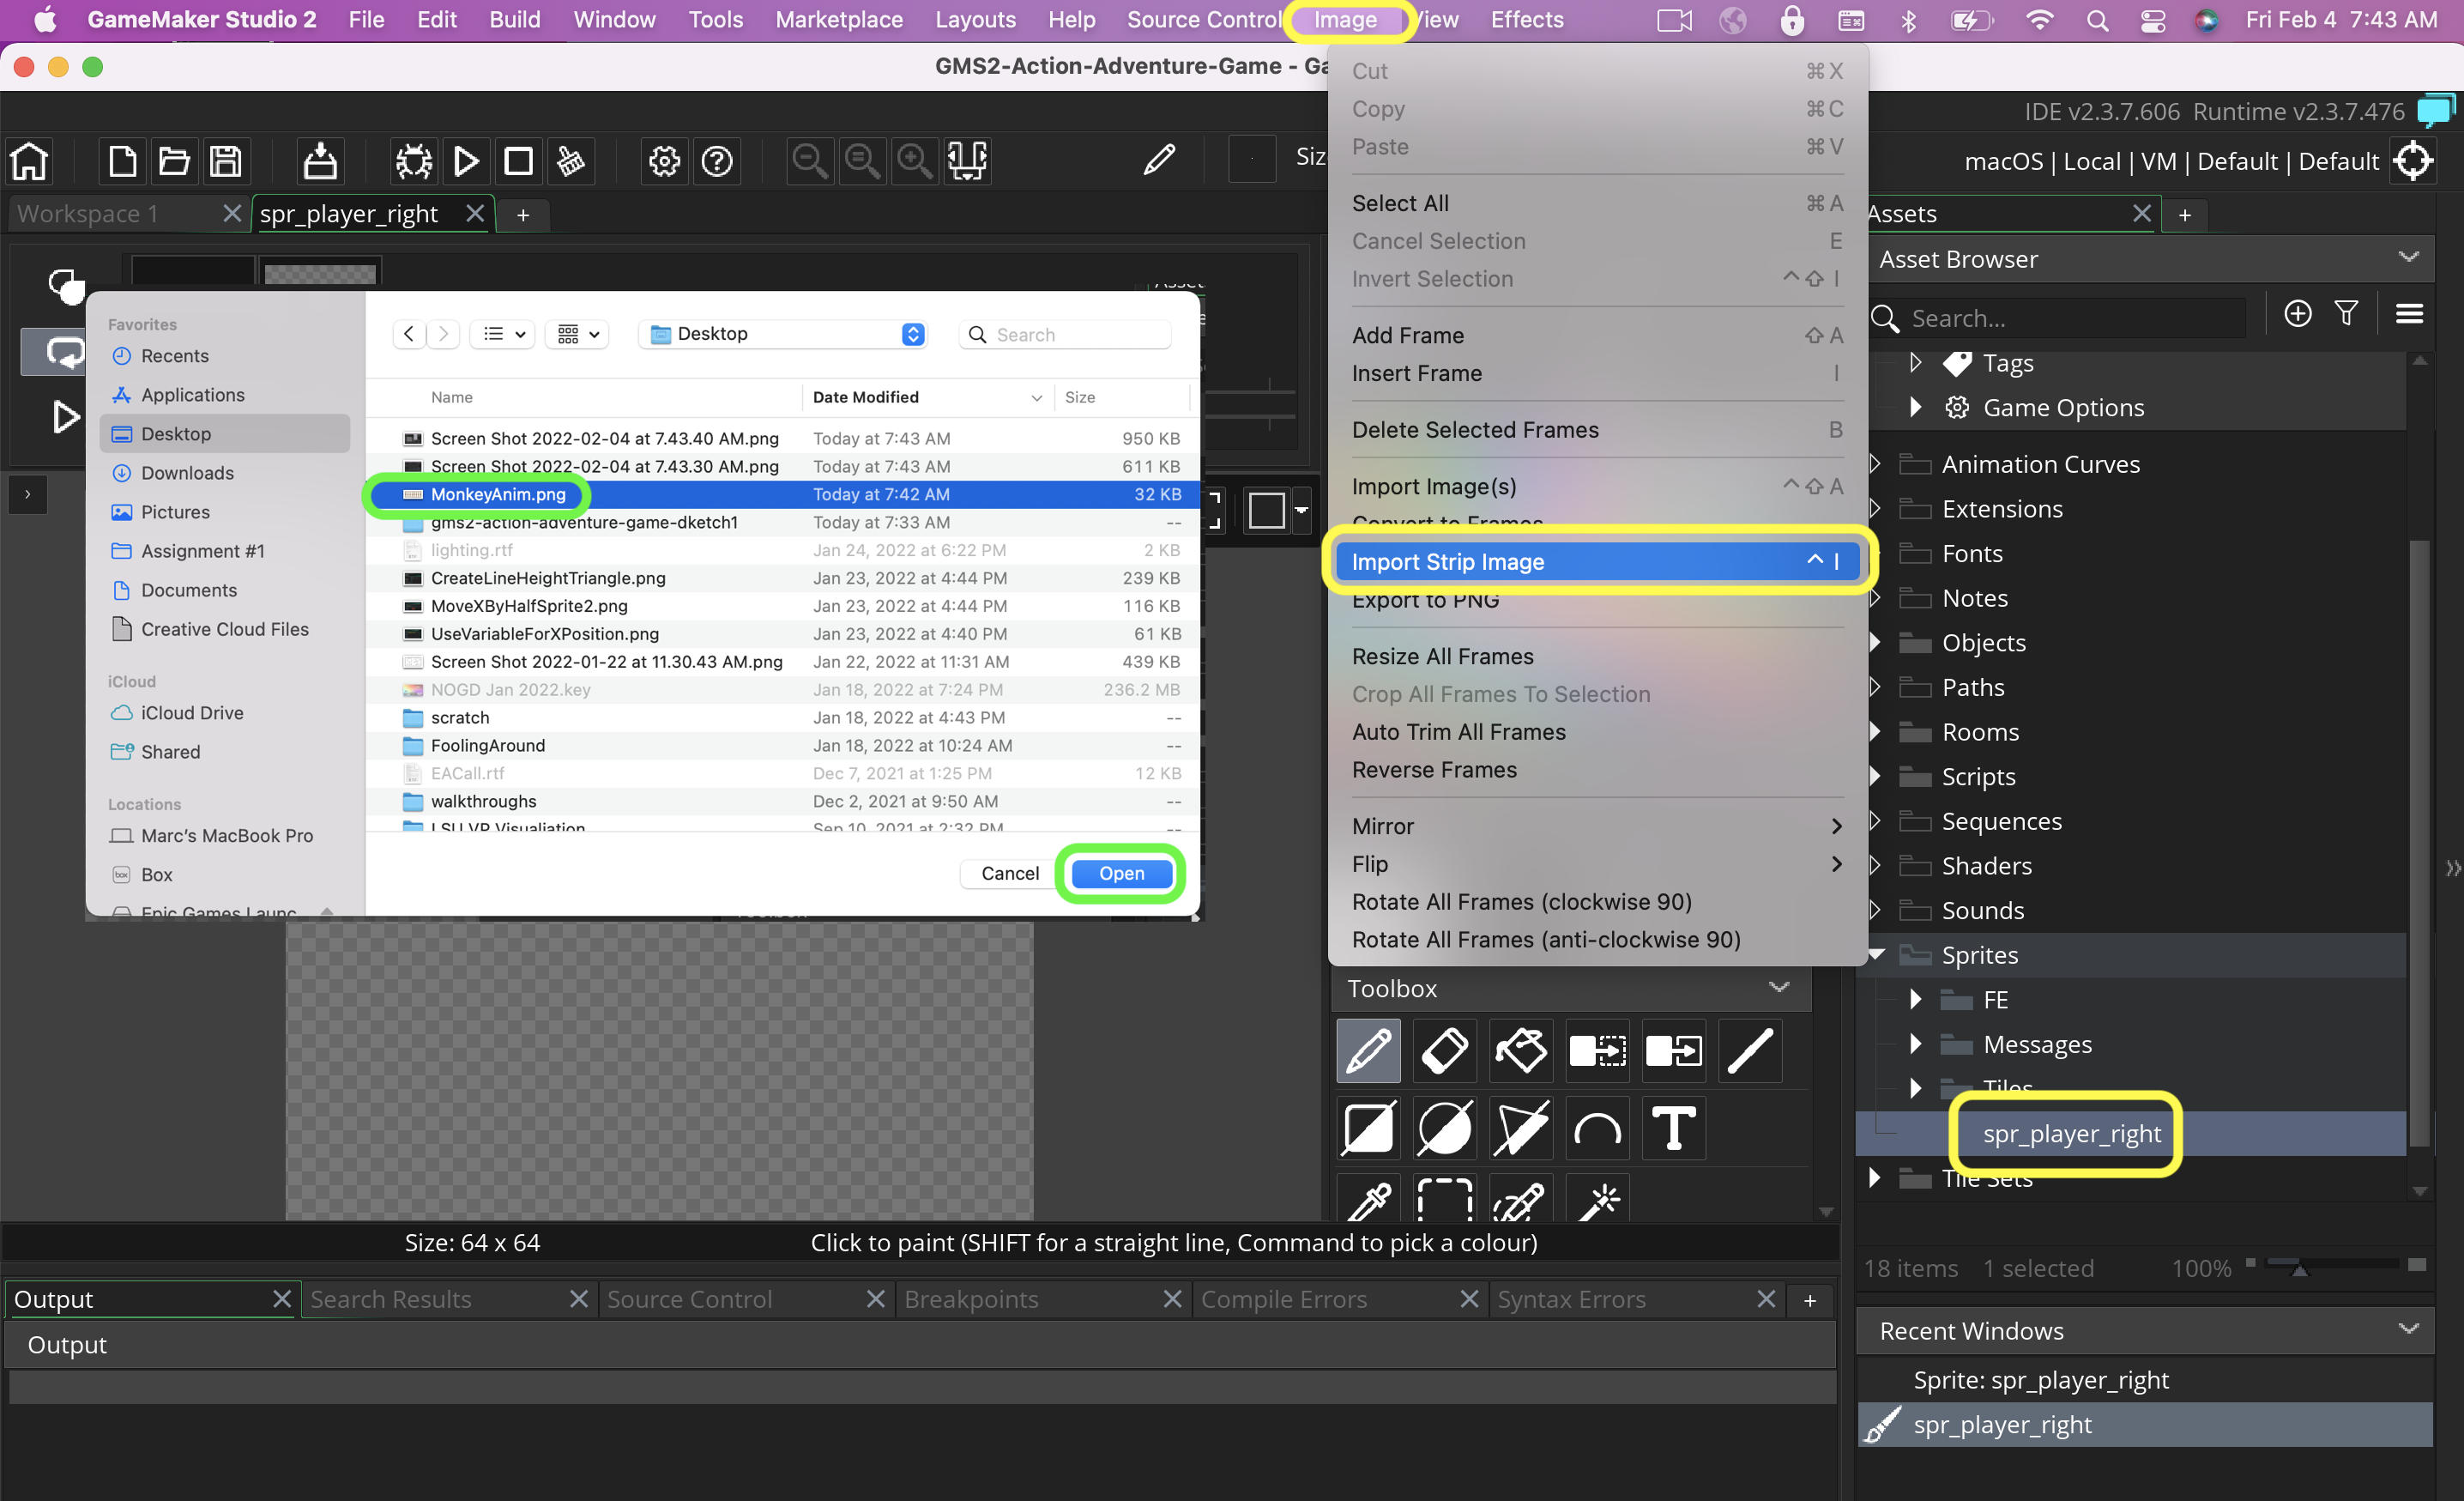 GameMaker Studio 2 File Edit Build Window Tools Marketplace Layouts Help Source Control Image View Effects Fri Feb 4 7:43 AM
GMS2-Action-Adventure-Game - Ga
IDE v2.3.7.606 Runtime v2.3.7.476
Siz
macOS | Local | VM | Default | Default
Workspace 1
spr_player_right
+
Favorites
Recents
Applications
Desktop
Downloads
Pictures
Assignment #1
Documents
Creative Cloud Files
iCloud
iCloud Drive
Shared
Locations
Marc's MacBook Pro
Box
Epic Games Launc
Desktop
Search
Name Date Modified Size
Screen Shot 2022-02-04 at 7.43.40 AM.png Today at 7:43 AM 950 KB
Screen Shot 2022-02-04 at 7.43.30 AM.png Today at 7:43 AM 611 KB
MonkeyAnim.png Today at 7:42 AM 32 KB
gms2-action-adventure-game-dketch1 Today at 7:33 AM --
lighting.rtf Jan 24, 2022 at 6:22 PM 2 KB
CreateLineHeightTriangle.png Jan 23, 2022 at 4:44 PM 239 KB
MoveXByHalfSprite2.png Jan 23, 2022 at 4:44 PM 116 KB
UseVariableForXPosition.png Jan 23, 2022 at 4:40 PM 61 KB
Screen Shot 2022-01-22 at 11.30.43 AM.png Jan 22, 2022 at 11:31 AM 439 KB
NOGD Jan 2022.key Jan 18, 2022 at 7:24 PM 236.2 MB
scratch Jan 18, 2022 at 4:43 PM --
FoolingAround Jan 18, 2022 at 10:24 AM --
EACall.rtf Dec 7, 2021 at 1:25 PM 12 KB
walkthroughs Dec 2, 2021 at 9:50 AM --
LSU VR Visualiation Sep 10, 2021 at 2:32 PM --
Cancel Open
Cut ⌘ X
Copy ⌘ C
Paste ⌘ V
Select All ⌘ A
Cancel Selection E
Invert Selection ^ ⇧ I
Add Frame ⇧ A
Insert Frame I
Delete Selected Frames B
Import Image(s) ^ ⇧ A
Convert to Frames
Import Strip Image ^ I
Export to PNG
Resize All Frames
Crop All Frames To Selection
Auto Trim All Frames
Reverse Frames
Mirror
Flip
Rotate All Frames (clockwise 90)
Rotate All Frames (anti-clockwise 90)
Toolbox
T
Size: 64 x 64
Click to paint (SHIFT for a straight line, Command to pick a colour)
Output Search Results Source Control Breakpoints Compile Errors Syntax Errors +
Output
Assets +
Asset Browser
Search...
Tags
Game Options
Animation Curves
Extensions
Fonts
Notes
Objects
Paths
Rooms
Scripts
Sequences
Shaders
Sounds
Sprites
FE
Messages
Tiles
spr_player_right
Tile Sets
18 items 1 selected 100%
Recent Windows
Sprite: spr_player_right
spr_player_right